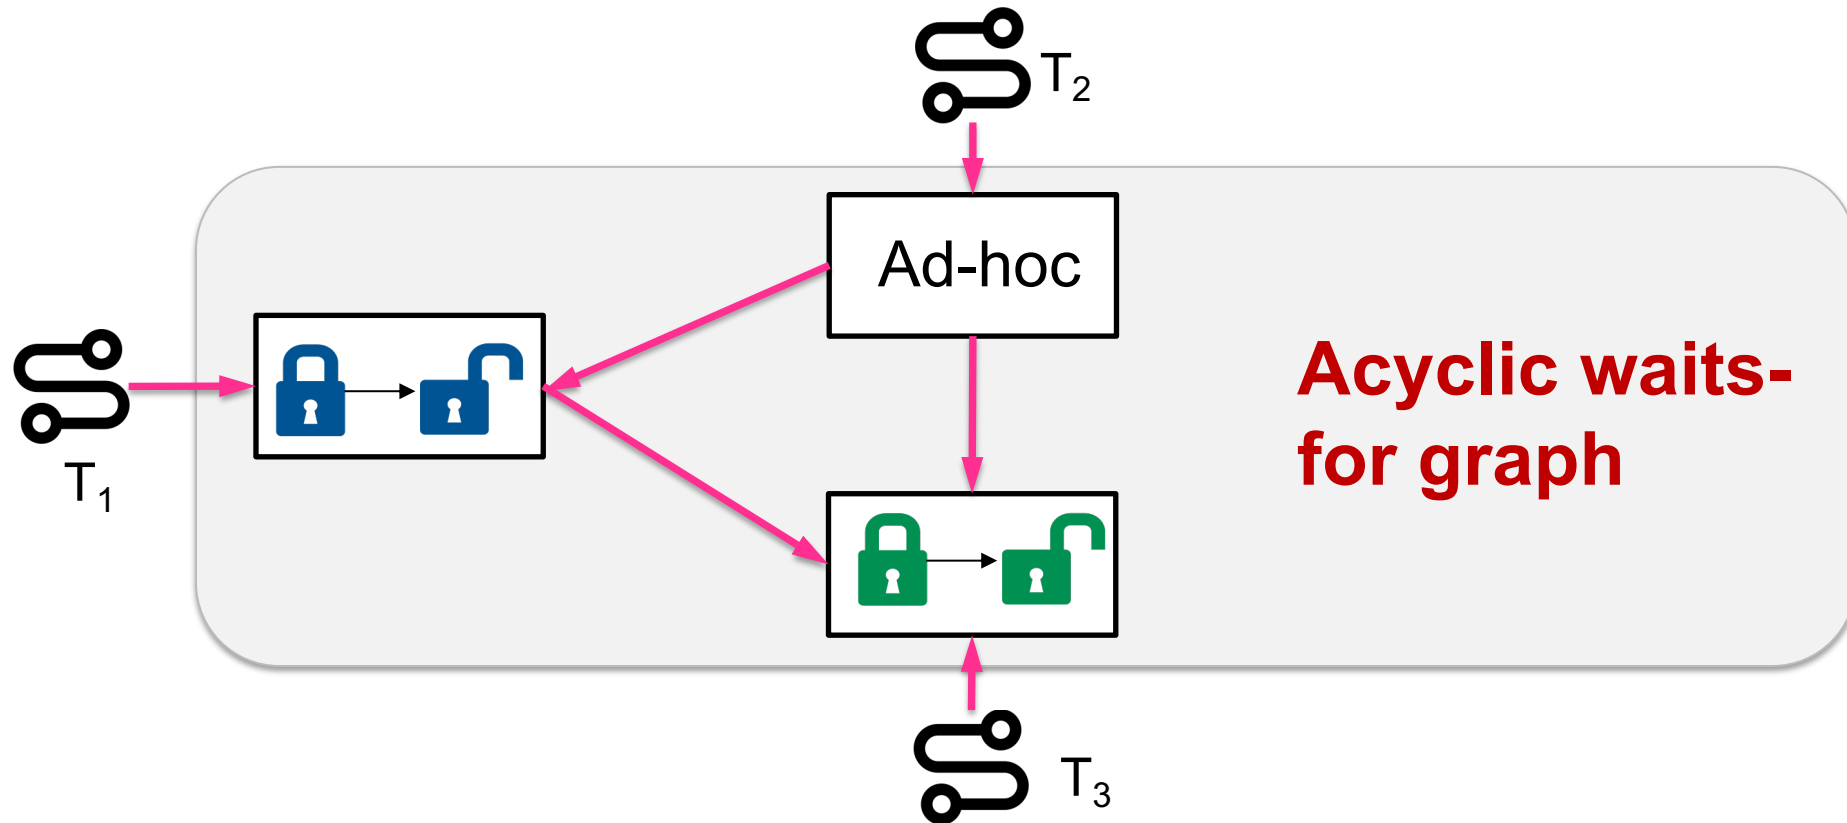 T₂
Ad-hoc
Acyclic waits-
for graph
T₁
T₃